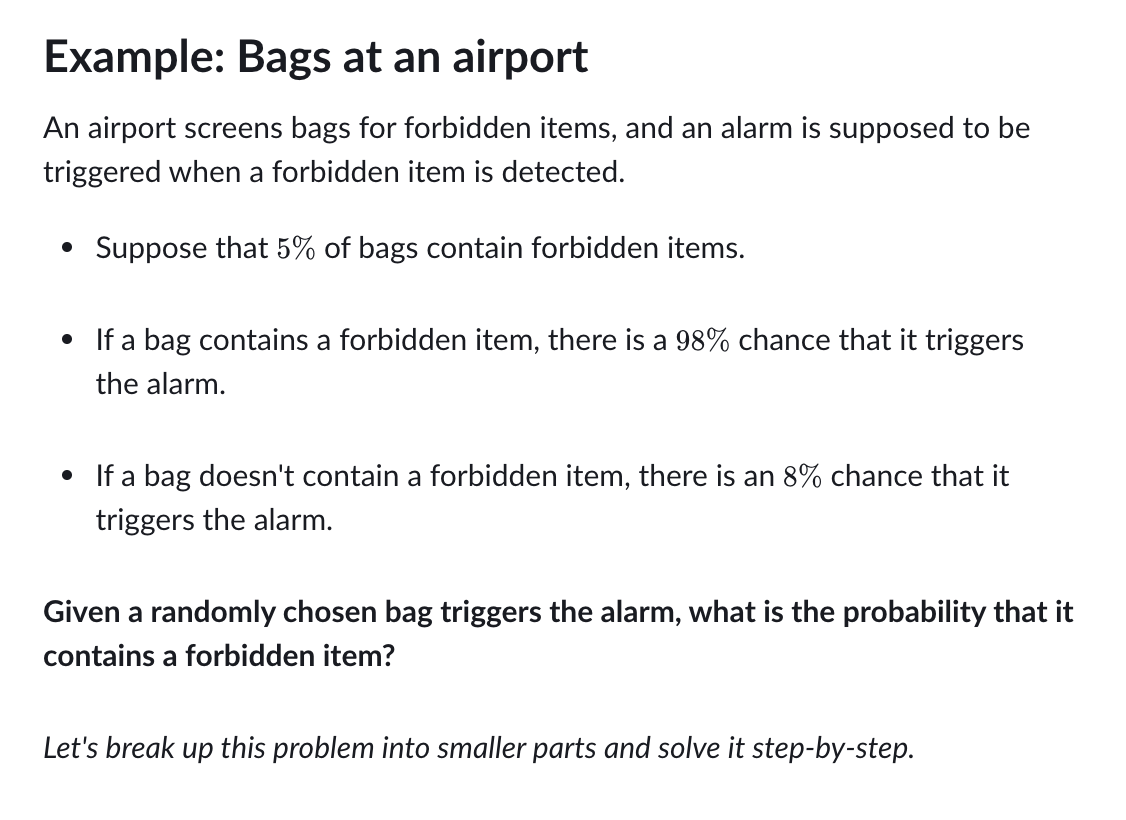 Example: Bags at an airport
An airport screens bags for forbidden items, and an alarm is supposed to be
triggered when a forbidden item is detected.
• Suppose that 5% of bags contain forbidden items.
• If a bag contains a forbidden item, there is a 98% chance that it triggers
the alarm.
• If a bag doesn't contain a forbidden item, there is an 8% chance that it
triggers the alarm.
Given a randomly chosen bag triggers the alarm, what is the probability that it
contains a forbidden item?
Let's break up this problem into smaller parts and solve it step-by-step.